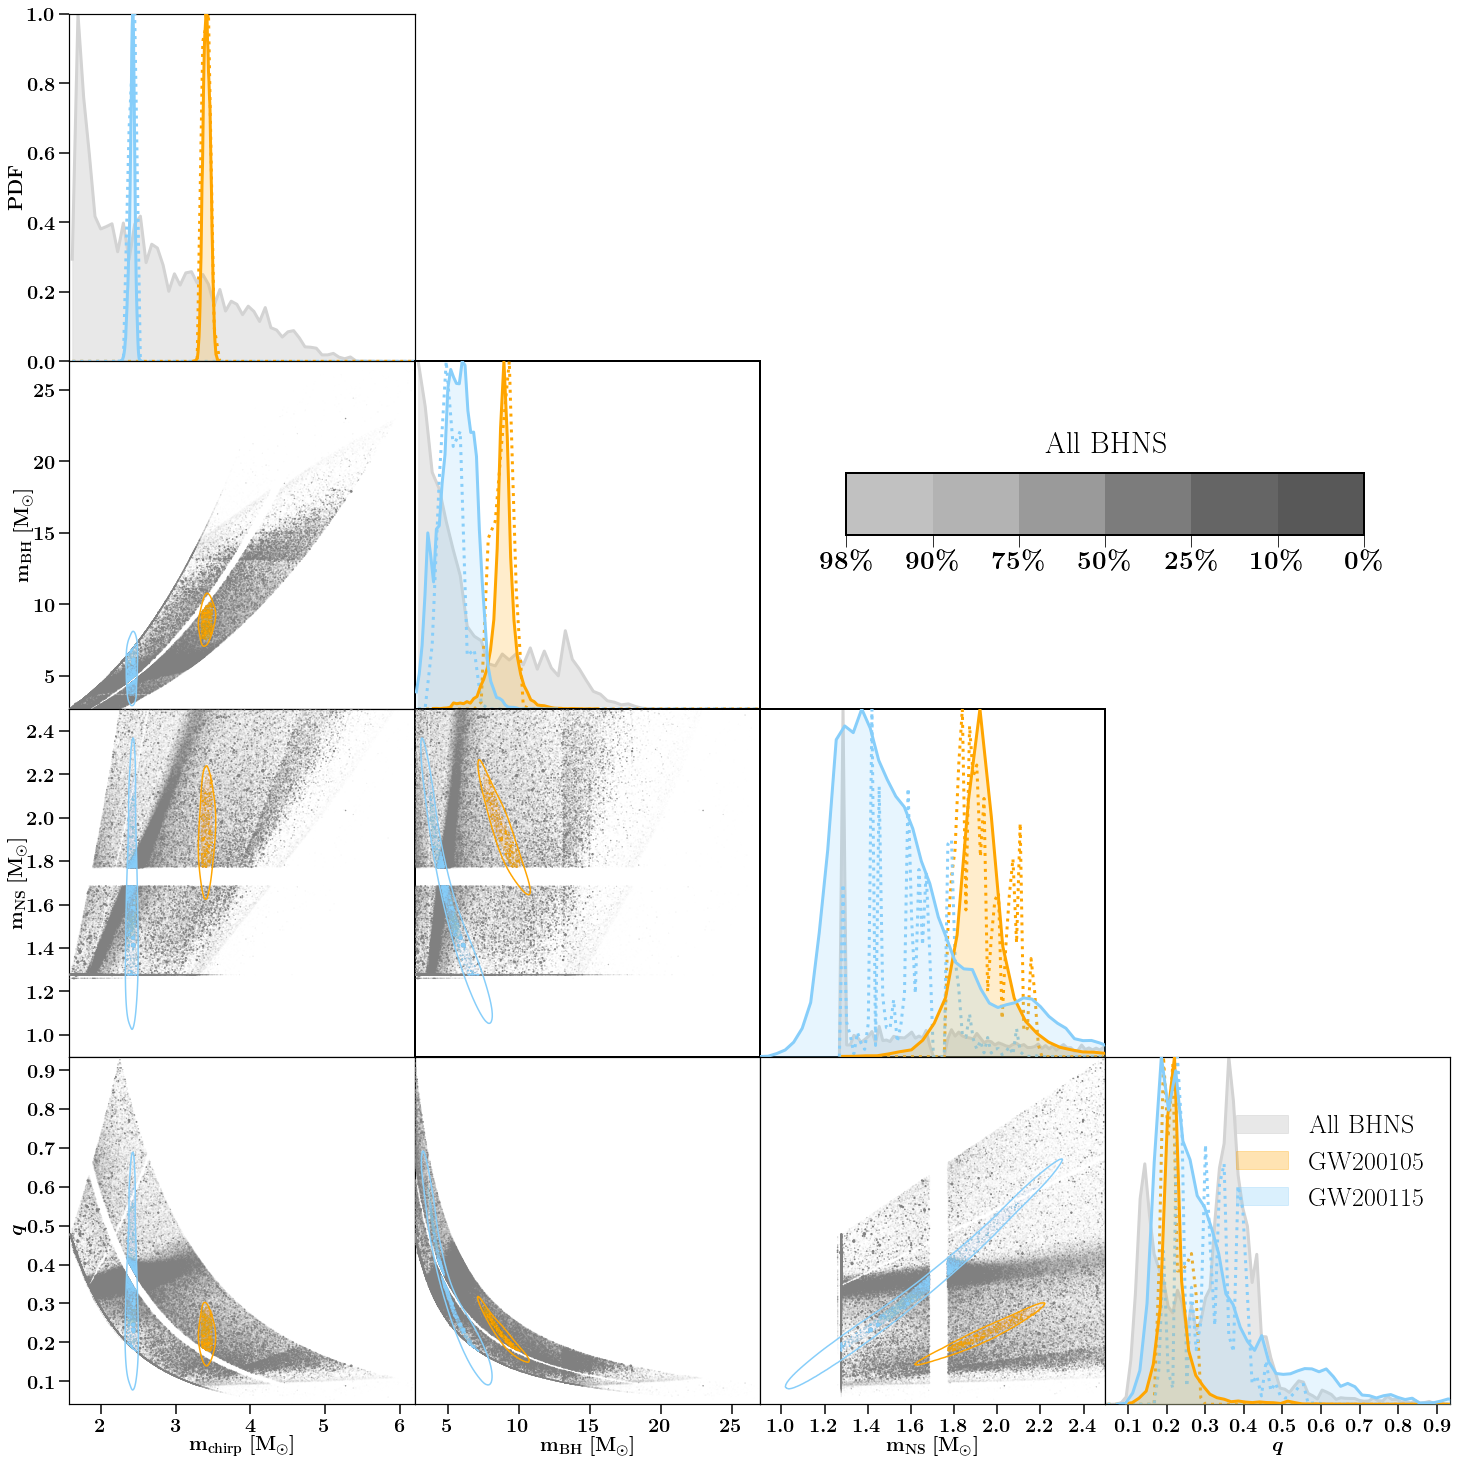 1.0
0.8
0.6
0.4
0.2
0.0
PDF
25
20
15
10
5
m_BH [M_⊙]
All BHNS
98% 90% 75% 50% 25% 10% 0%
2.4
2.2
2.0
1.8
1.6
1.4
1.2
1.0
m_NS [M_⊙]
0.9
0.8
0.7
0.6
0.5
0.4
0.3
0.2
0.1
q
All BHNS
GW200105
GW200115
2 3 4 5 6
m_chirp [M_⊙]
5 10 15 20 25
m_BH [M_⊙]
1.0 1.2 1.4 1.6 1.8 2.0 2.2 2.4
m_NS [M_⊙]
0.1 0.2 0.3 0.4 0.5 0.6 0.7 0.8 0.9
q